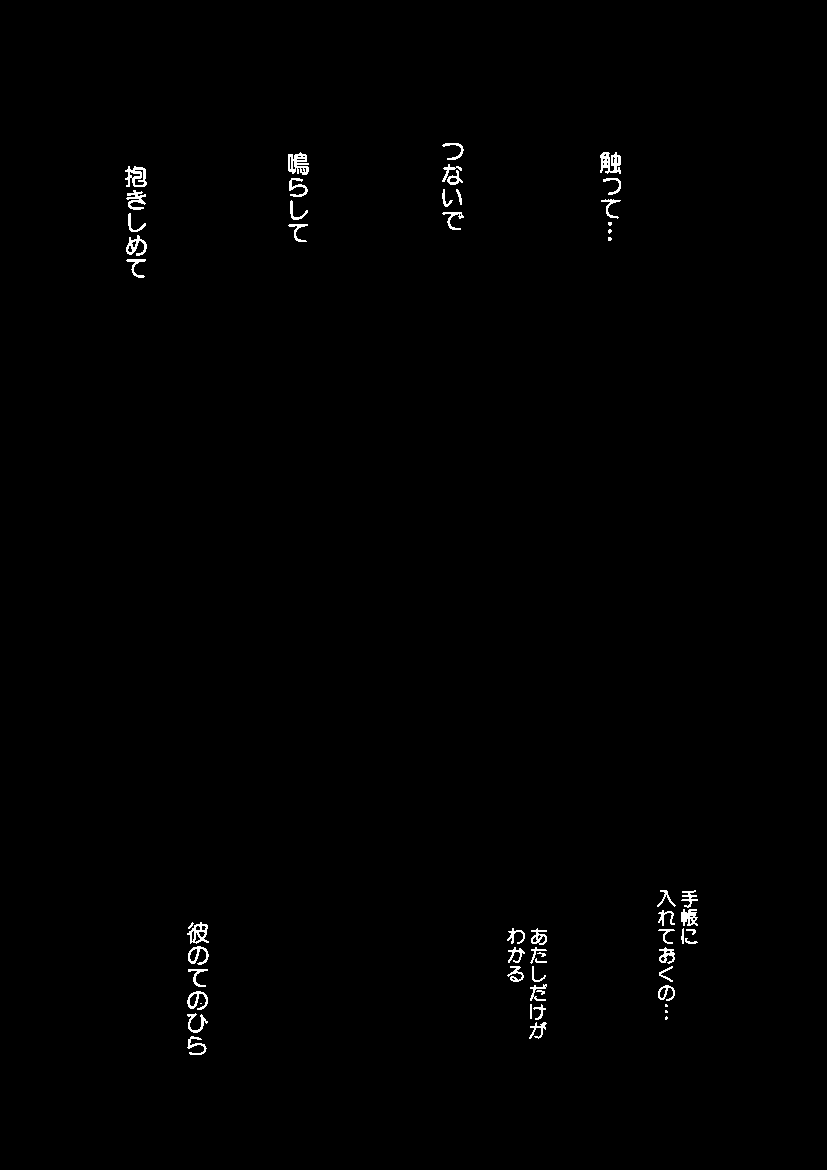 触って…
つないで
鳴らして
抱きしめて
手帳に
入れておくの…
あたしだけが
わかる
彼のてのひら